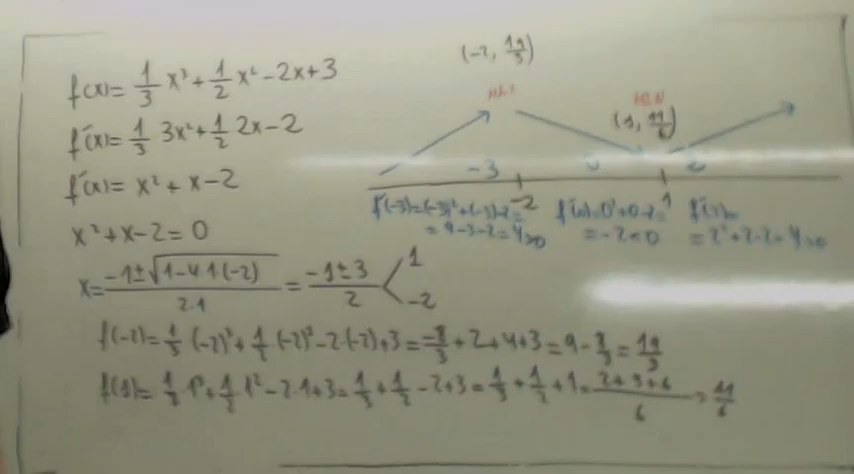 f(x)= 1/3 x³ + 1/2 x² - 2x + 3
f'(x)= 1/3 3x² + 1/2 2x - 2
f'(x)= x² + x - 2
x² + x - 2 = 0
x = (-1 ± √(1-4·1(-2)))/(2·1) = (-1 ± 3)/2 < 1
-2
f(-2)= 1/3 (-2)³ + 1/2 (-2)² - 2(-2) + 3 = -8/3 + 2 + 4 + 3 = 9 - 8/3 = 19/3
f(1)= 1/3 1³ + 1/2 1² - 2·1 + 3 = 1/3 + 1/2 - 2 + 3 = 1/3 + 1/2 + 1 = (2+3+6)/6 = 11/6
(-2, 19/3)
MAX
MIN
(1, 11/6)
-3 0 2
-2 1
f'(-3)=(-3)²+(-3)-2=
= 9-3-2=4>0
f'(0)=0²+0-2=
= -2<0
f'(2)=
= 2²+2-2=4>0